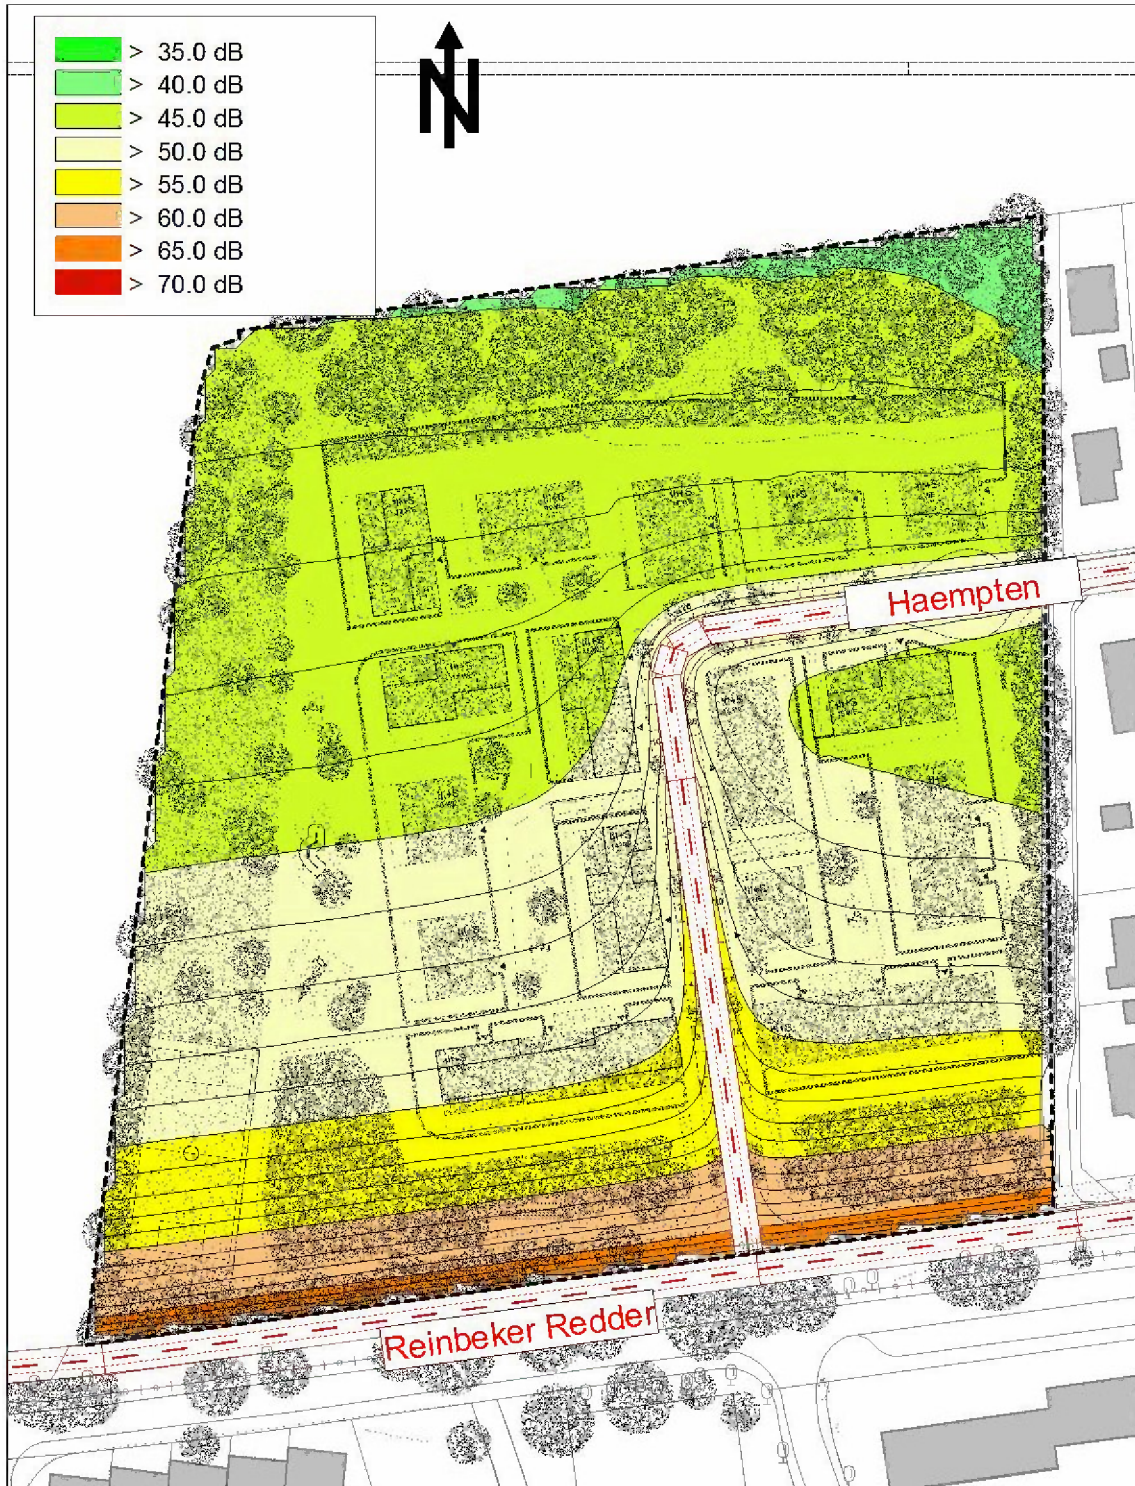 > 35.0 dB
> 40.0 dB
> 45.0 dB
> 50.0 dB
> 55.0 dB
> 60.0 dB
> 65.0 dB
> 70.0 dB
N
Haempten
Reinbeker Redder